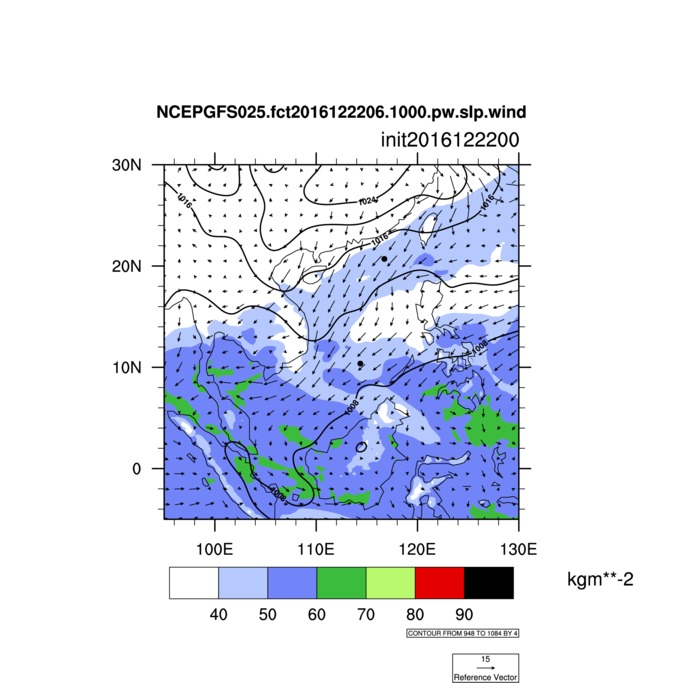 NCEPGFS025.fct2016122206.1000.pw.slp.wind
init2016122200
30N
1016
1024
1016
1016
20N
1008
10N
1008
0
1008
100E 110E 120E 130E
kgm**-2
40 50 60 70 80 90
CONTOUR FROM 948 TO 1084 BY 4
15
Reference Vector